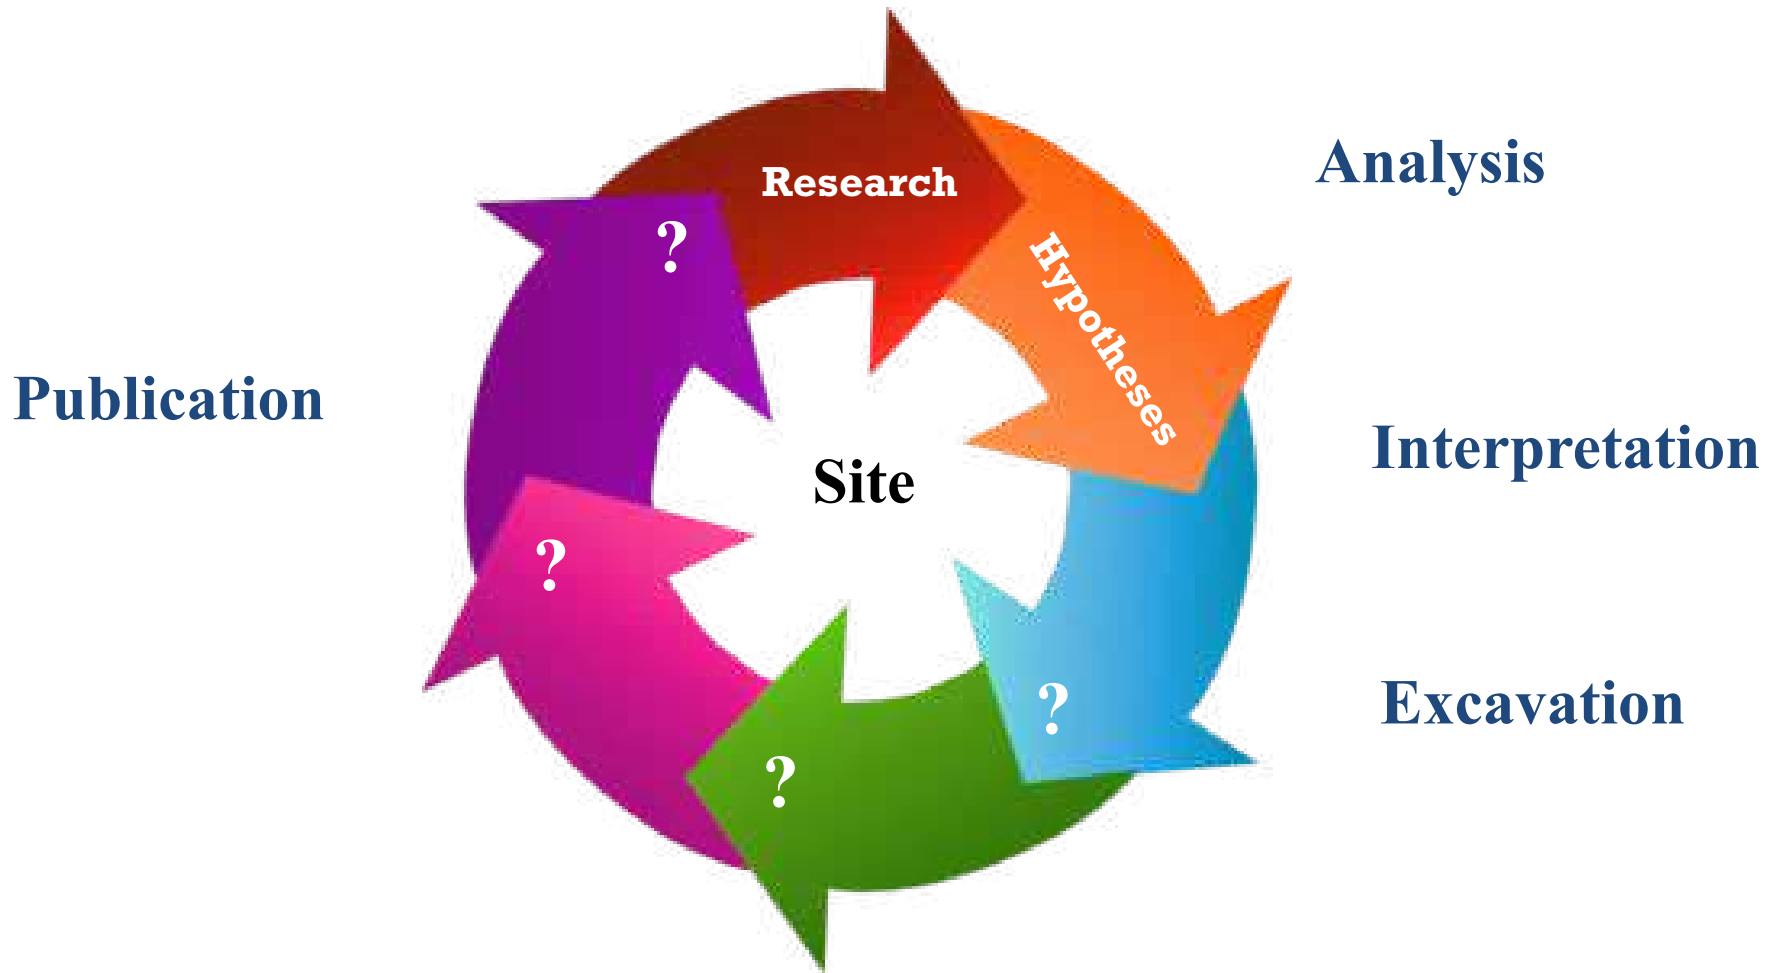 Research
Hypotheses
?
?
?
?
Site
Analysis
Interpretation
Excavation
Publication